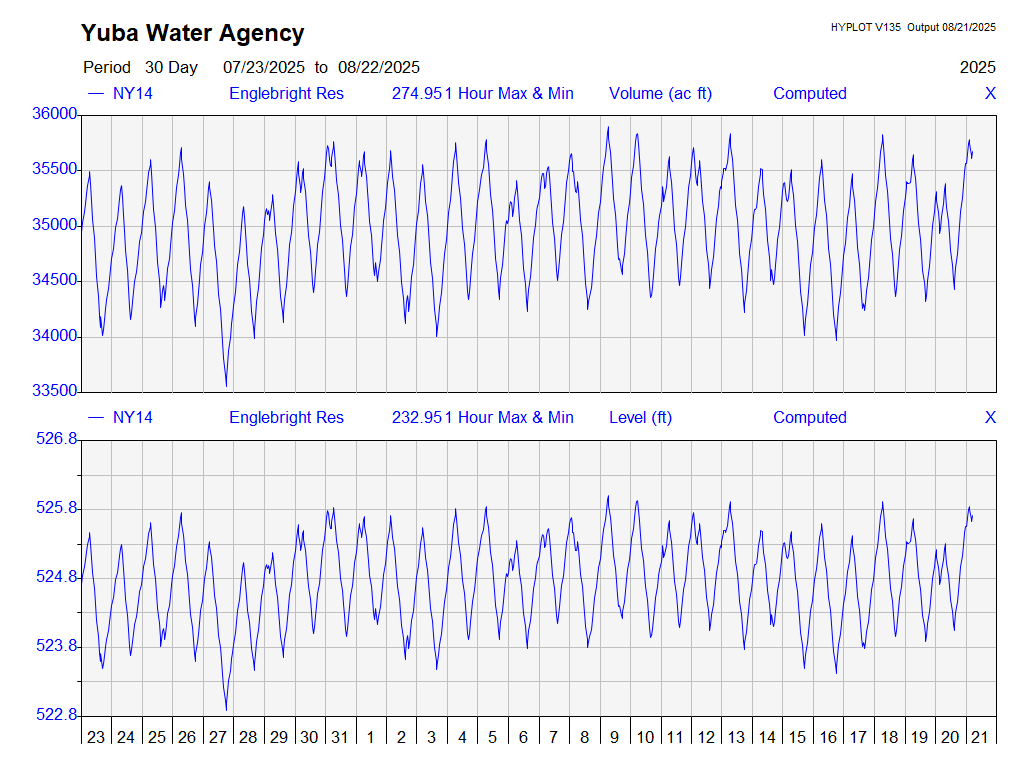 Yuba Water Agency
HYPLOT V135 Output 08/21/2025
Period 30 Day 07/23/2025 to 08/22/2025 2025
NY14 Englebright Res 274.951 Hour Max & Min Volume (ac ft) Computed X
36000
35500
35000
34500
34000
33500
NY14 Englebright Res 232.951 Hour Max & Min Level (ft) Computed X
526.8
525.8
524.8
523.8
522.8
23 24 25 26 27 28 29 30 31 1 2 3 4 5 6 7 8 9 10 11 12 13 14 15 16 17 18 19 20 21